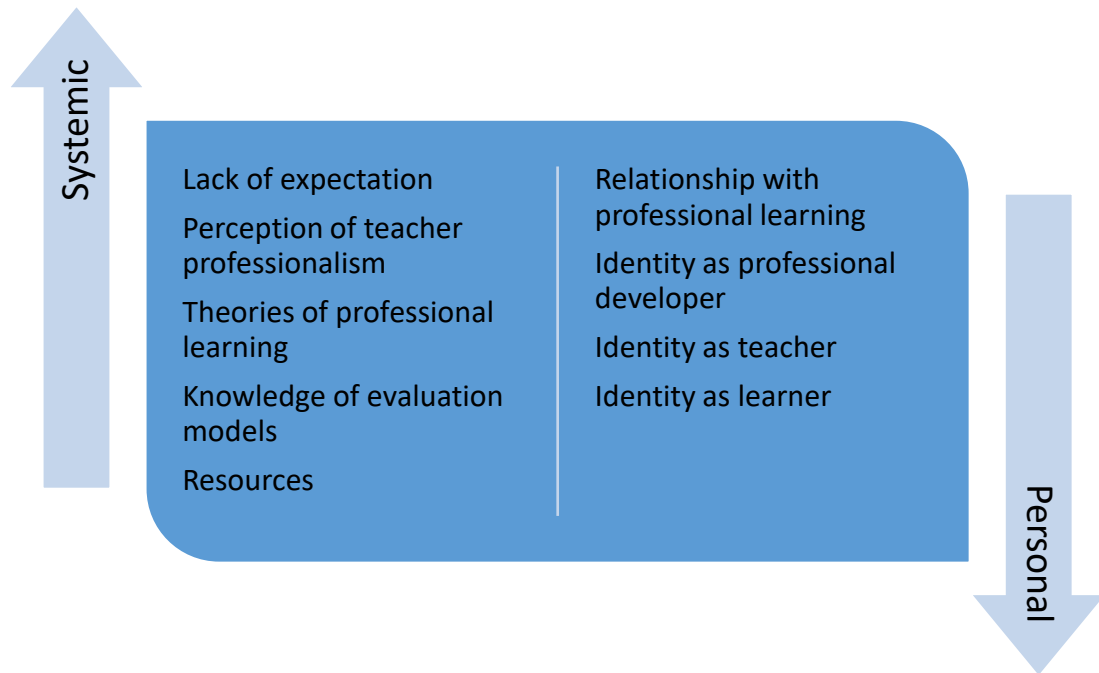 Systemic
Lack of expectation
Perception of teacher
professionalism
Theories of professional
learning
Knowledge of evaluation
models
Resources
Relationship with
professional learning
Identity as professional
developer
Identity as teacher
Identity as learner
Personal